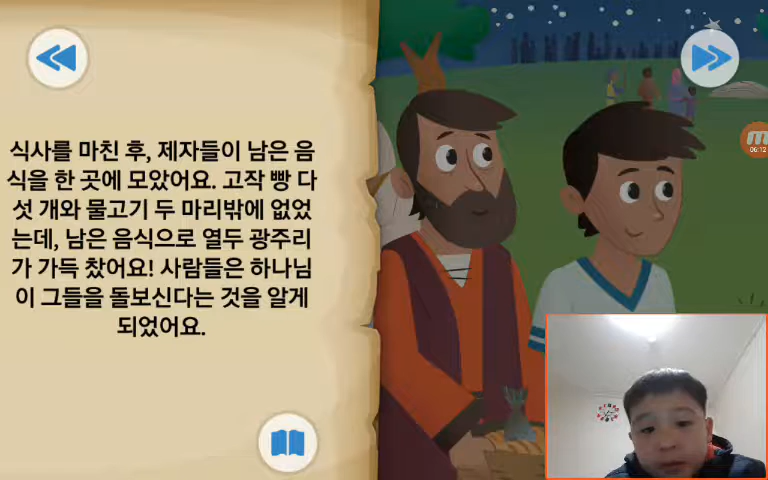 식사를 마친 후, 제자들이 남은 음
식을 한 곳에 모았어요. 고작 빵 다
섯 개와 물고기 두 마리밖에 없었
는데, 남은 음식으로 열두 광주리
가 가득 찼어요! 사람들은 하나님
이 그들을 돌보신다는 것을 알게
되었어요.
06:12